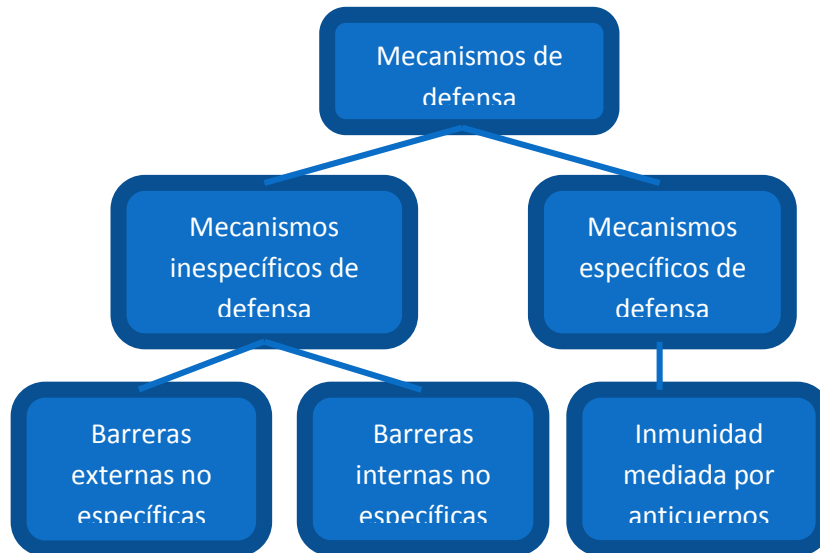 Mecanismos de
defensa
Mecanismos
inespecíficos de
defensa
Mecanismos
específicos de
defensa
Barreras
externas no
específicas
Barreras
internas no
específicas
Inmunidad
mediada por
anticuerpos